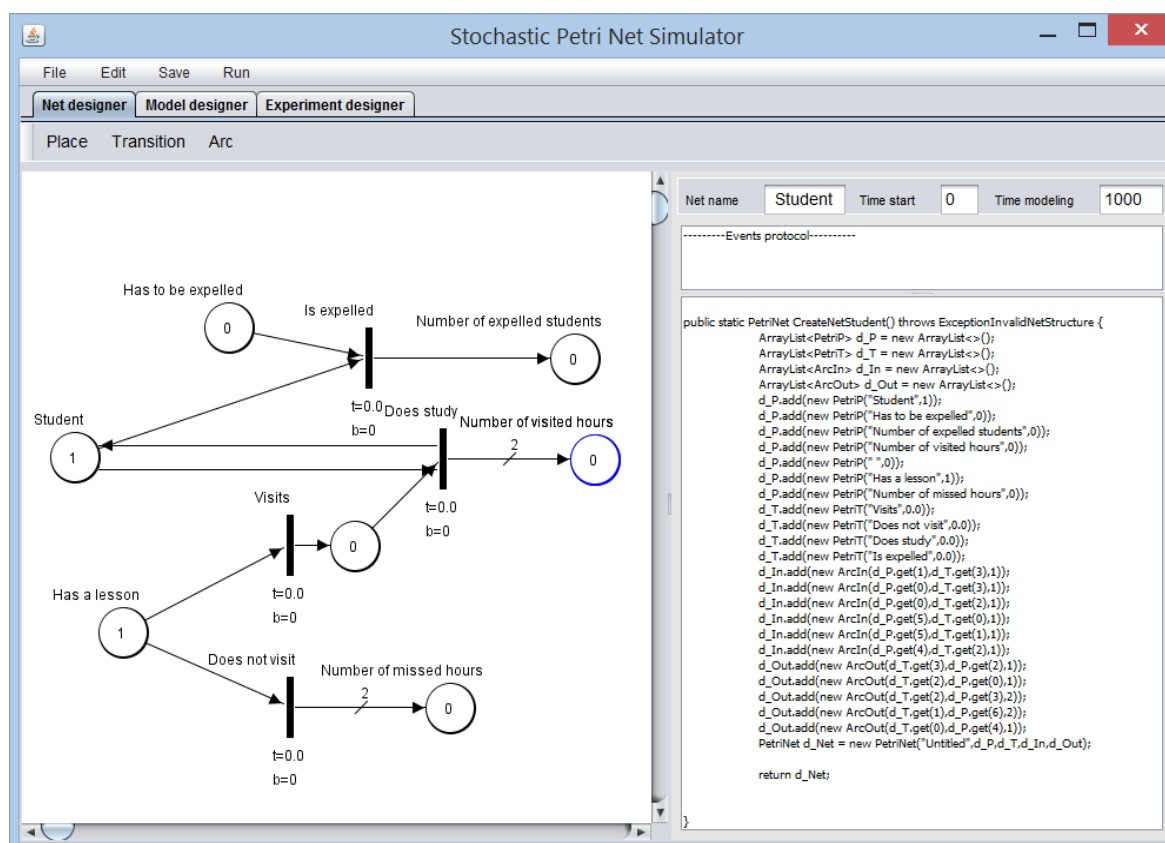 Stochastic Petri Net Simulator
File Edit Save Run
Net designer Model designer Experiment designer
Place Transition Arc
Net name Student Time start 0 Time modeling 1000
---------Events protocol----------
Has to be expelled
0
Is expelled
t=0.0
b=0
Number of expelled students
0
Student
1
Does study
t=0.0
b=0
Number of visited hours
2
0
Visits
t=0.0
b=0
0
Has a lesson
1
Does not visit
t=0.0
b=0
Number of missed hours
2
0
public static PetriNet CreateNetStudent() throws ExceptionInvalidNetStructure {
ArrayList<PetriP> d_P = new ArrayList<>();
ArrayList<PetriT> d_T = new ArrayList<>();
ArrayList<ArcIn> d_In = new ArrayList<>();
ArrayList<ArcOut> d_Out = new ArrayList<>();
d_P.add(new PetriP("Student",1));
d_P.add(new PetriP("Has to be expelled",0));
d_P.add(new PetriP("Number of expelled students",0));
d_P.add(new PetriP("Number of visited hours",0));
d_P.add(new PetriP(" ",0));
d_P.add(new PetriP("Has a lesson",1));
d_P.add(new PetriP("Number of missed hours",0));
d_T.add(new PetriT("Visits",0.0));
d_T.add(new PetriT("Does not visit",0.0));
d_T.add(new PetriT("Does study",0.0));
d_T.add(new PetriT("Is expelled",0.0));
d_In.add(new ArcIn(d_P.get(1),d_T.get(3),1));
d_In.add(new ArcIn(d_P.get(0),d_T.get(3),1));
d_In.add(new ArcIn(d_P.get(0),d_T.get(2),1));
d_In.add(new ArcIn(d_P.get(5),d_T.get(0),1));
d_In.add(new ArcIn(d_P.get(5),d_T.get(1),1));
d_In.add(new ArcIn(d_P.get(4),d_T.get(2),1));
d_Out.add(new ArcOut(d_T.get(3),d_P.get(2),1));
d_Out.add(new ArcOut(d_T.get(2),d_P.get(0),1));
d_Out.add(new ArcOut(d_T.get(2),d_P.get(3),2));
d_Out.add(new ArcOut(d_T.get(1),d_P.get(6),2));
d_Out.add(new ArcOut(d_T.get(0),d_P.get(4),1));
PetriNet d_Net = new PetriNet("Untitled",d_P,d_T,d_In,d_Out);
return d_Net;
}